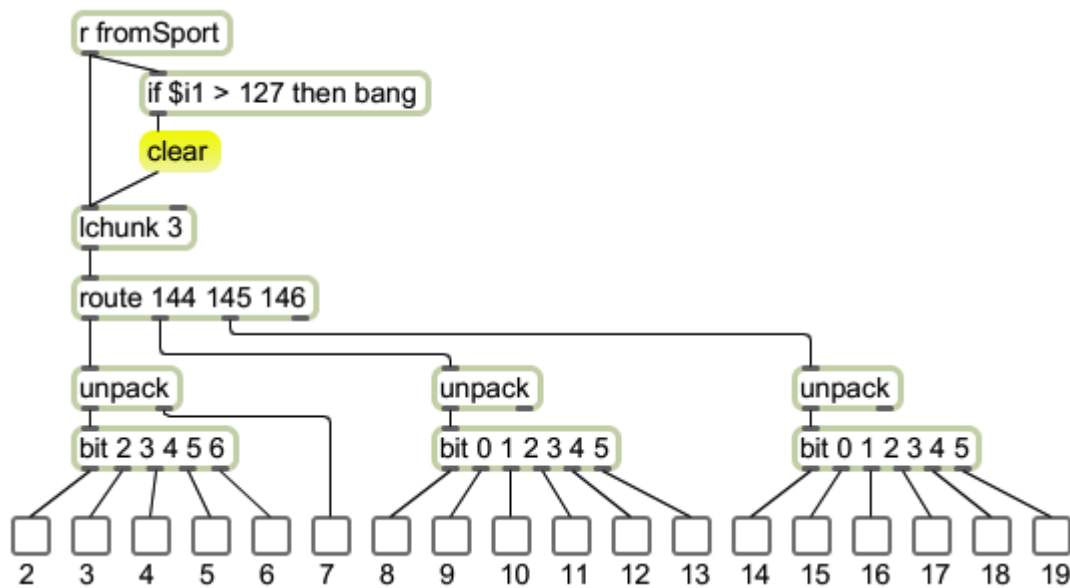 r fromSport
if $i1 > 127 then bang
clear
lchunk 3
route 144 145 146
unpack unpack unpack
bit 2 3 4 5 6 bit 0 1 2 3 4 5 bit 0 1 2 3 4 5
2 3 4 5 6 7 8 9 10 11 12 13 14 15 16 17 18 19